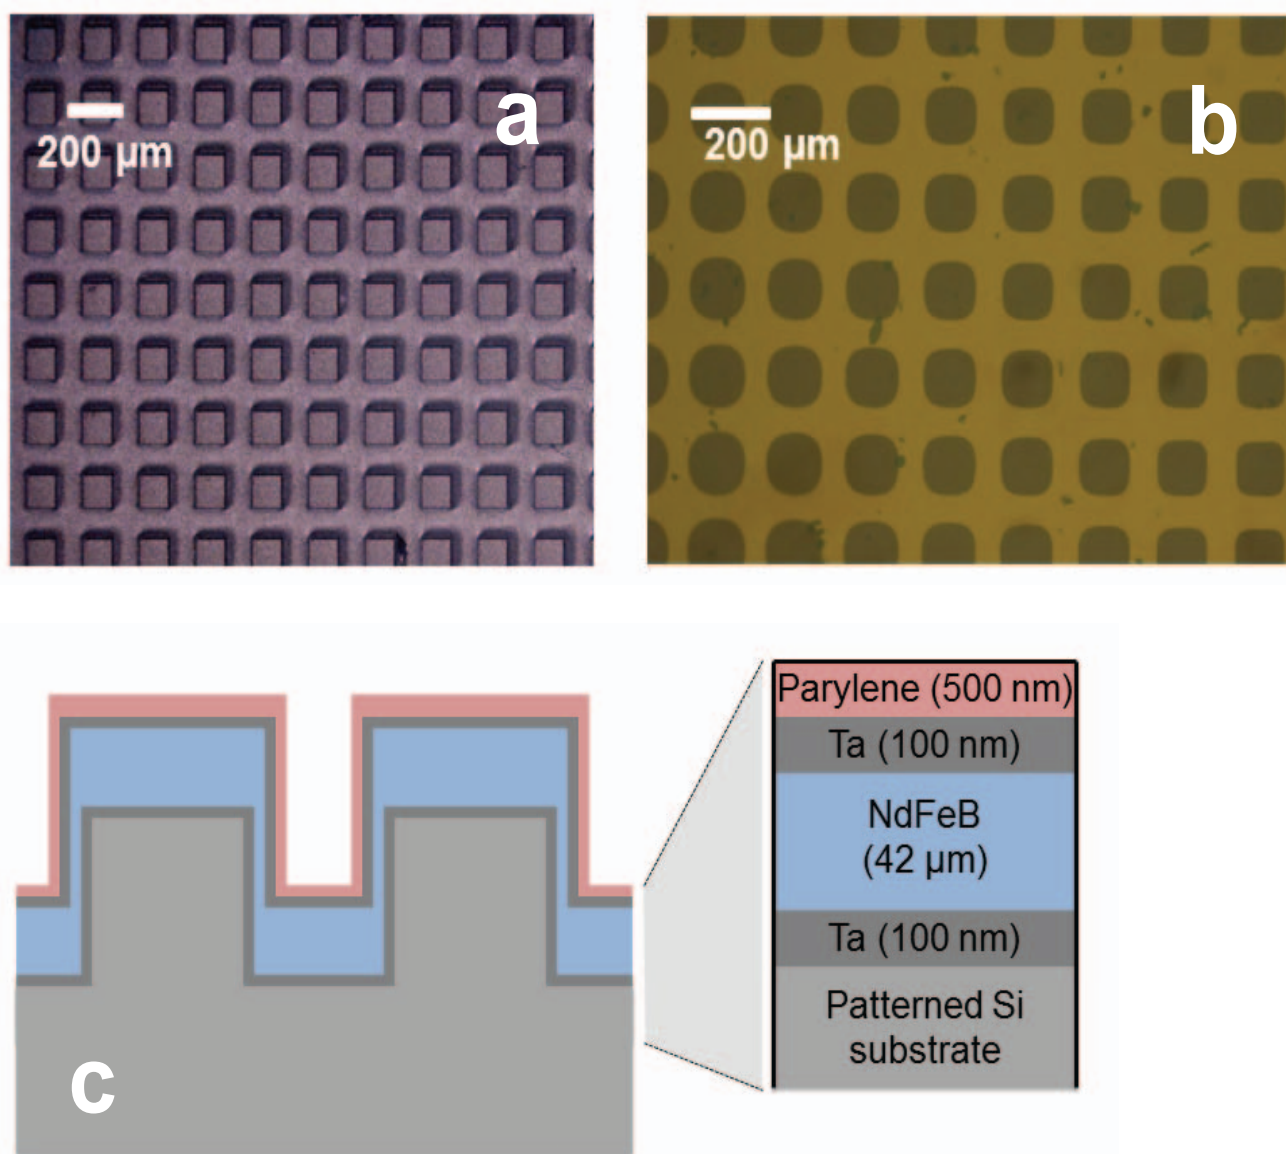 a
200 µm
b
200 µm
c
Parylene (500 nm)
Ta (100 nm)
NdFeB
(42 µm)
Ta (100 nm)
Patterned Si
substrate